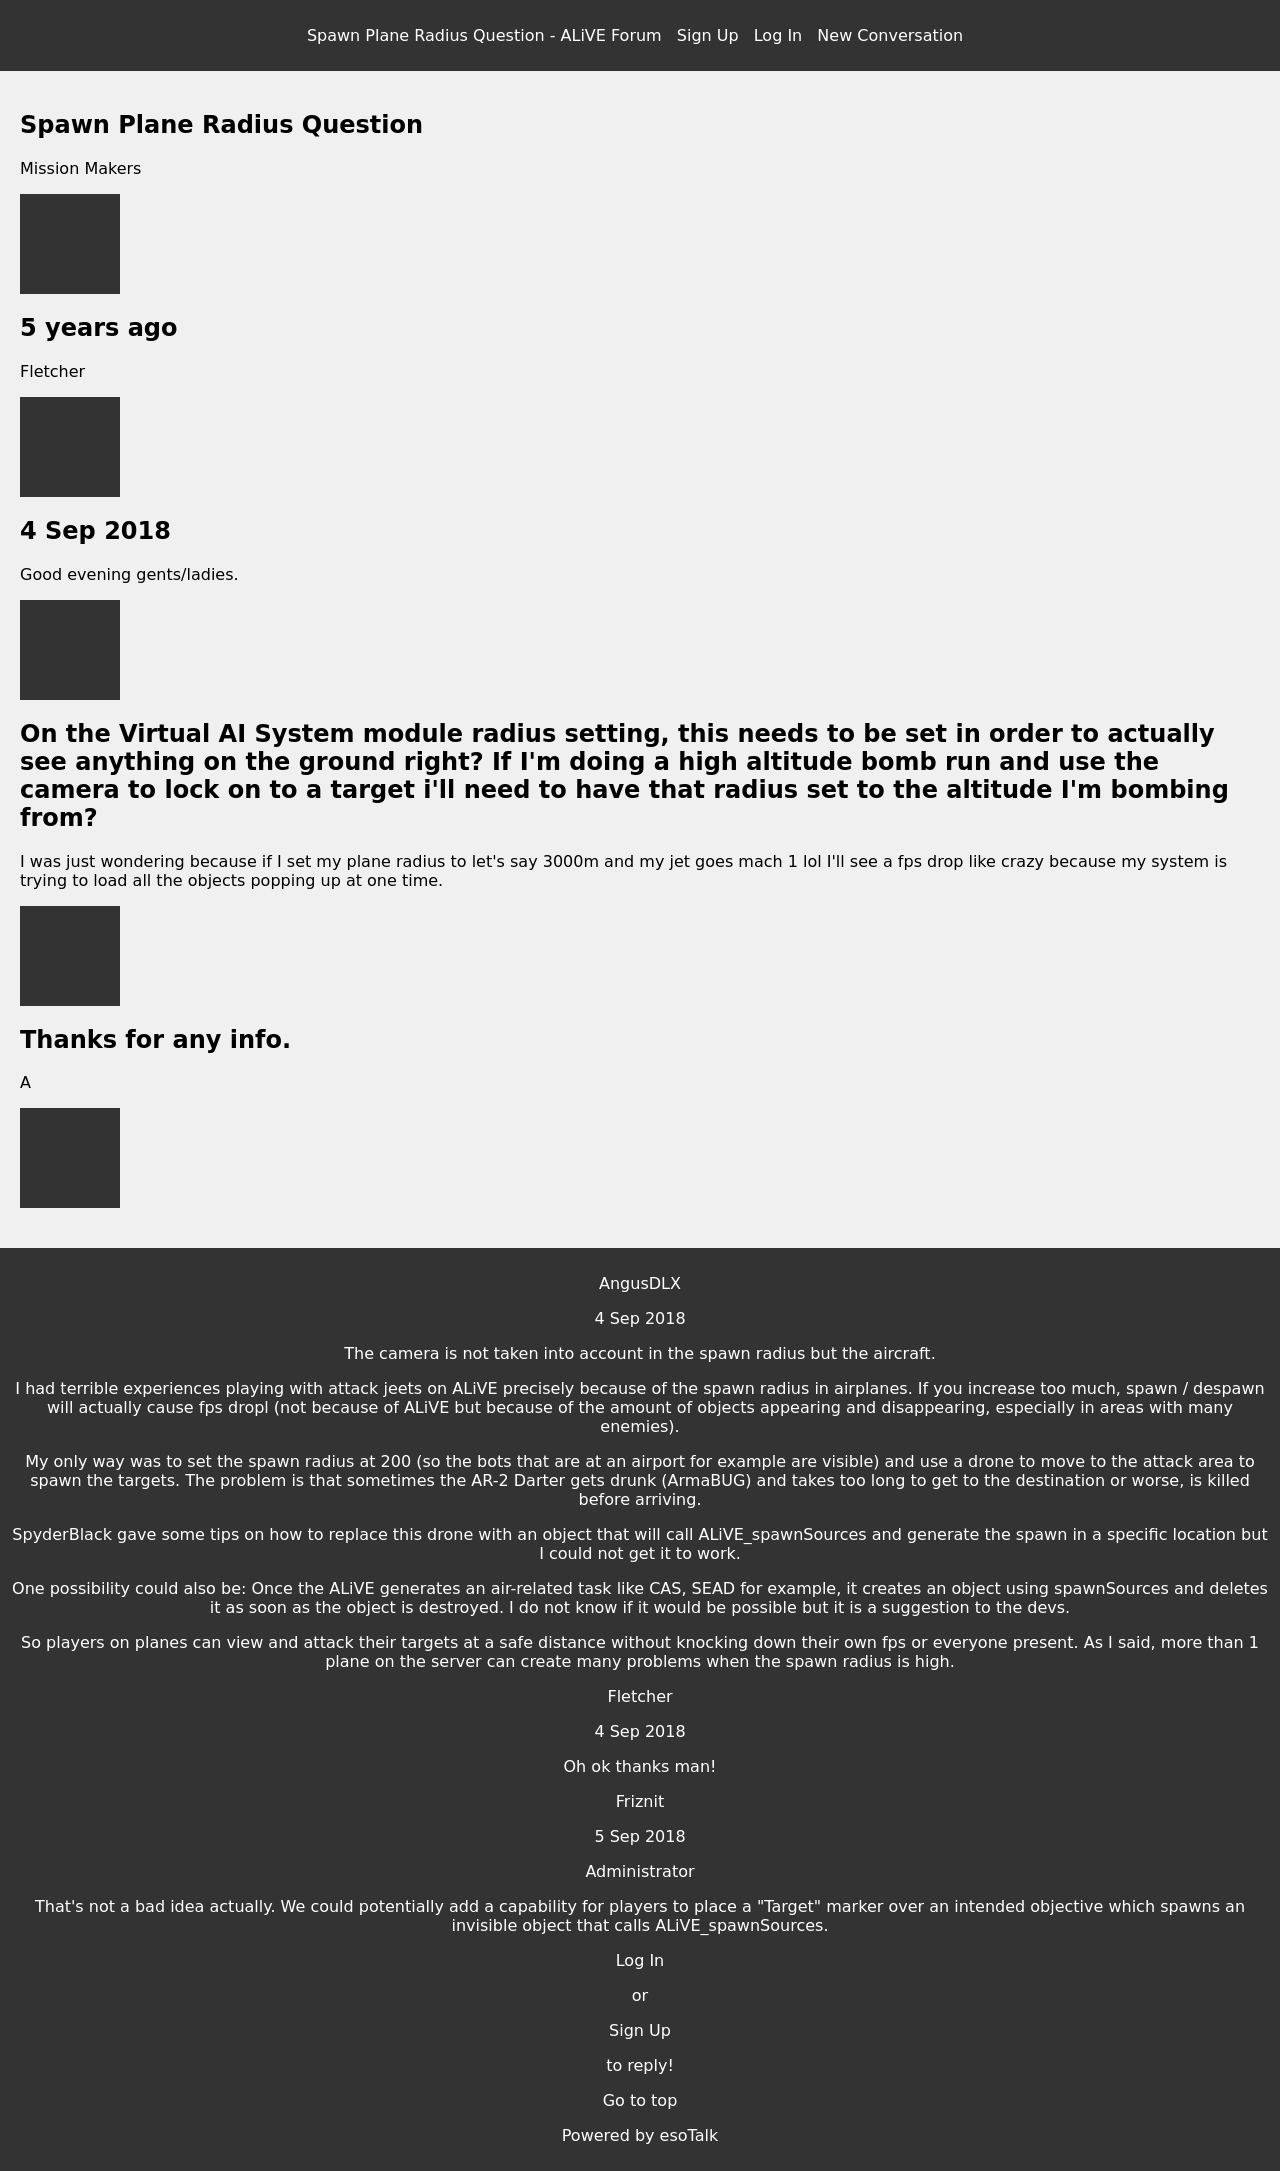 Spawn Plane Radius Question - ALiVE Forum Sign Up Log In New Conversation
Spawn Plane Radius Question
Mission Makers
5 years ago
Fletcher
4 Sep 2018
Good evening gents/ladies.
On the Virtual AI System module radius setting, this needs to be set in order to actually
see anything on the ground right? If I'm doing a high altitude bomb run and use the
camera to lock on to a target i'll need to have that radius set to the altitude I'm bombing
from?
I was just wondering because if I set my plane radius to let's say 3000m and my jet goes mach 1 lol I'll see a fps drop like crazy because my system is
trying to load all the objects popping up at one time.
Thanks for any info.
A
AngusDLX
4 Sep 2018
The camera is not taken into account in the spawn radius but the aircraft.
I had terrible experiences playing with attack jeets on ALiVE precisely because of the spawn radius in airplanes. If you increase too much, spawn / despawn
will actually cause fps dropl (not because of ALiVE but because of the amount of objects appearing and disappearing, especially in areas with many
enemies).
My only way was to set the spawn radius at 200 (so the bots that are at an airport for example are visible) and use a drone to move to the attack area to
spawn the targets. The problem is that sometimes the AR-2 Darter gets drunk (ArmaBUG) and takes too long to get to the destination or worse, is killed
before arriving.
SpyderBlack gave some tips on how to replace this drone with an object that will call ALiVE_spawnSources and generate the spawn in a specific location but
I could not get it to work.
One possibility could also be: Once the ALiVE generates an air-related task like CAS, SEAD for example, it creates an object using spawnSources and deletes
it as soon as the object is destroyed. I do not know if it would be possible but it is a suggestion to the devs.
So players on planes can view and attack their targets at a safe distance without knocking down their own fps or everyone present. As I said, more than 1
plane on the server can create many problems when the spawn radius is high.
Fletcher
4 Sep 2018
Oh ok thanks man!
Friznit
5 Sep 2018
Administrator
That's not a bad idea actually. We could potentially add a capability for players to place a "Target" marker over an intended objective which spawns an
invisible object that calls ALiVE_spawnSources.
Log In
or
Sign Up
to reply!
Go to top
Powered by esoTalk